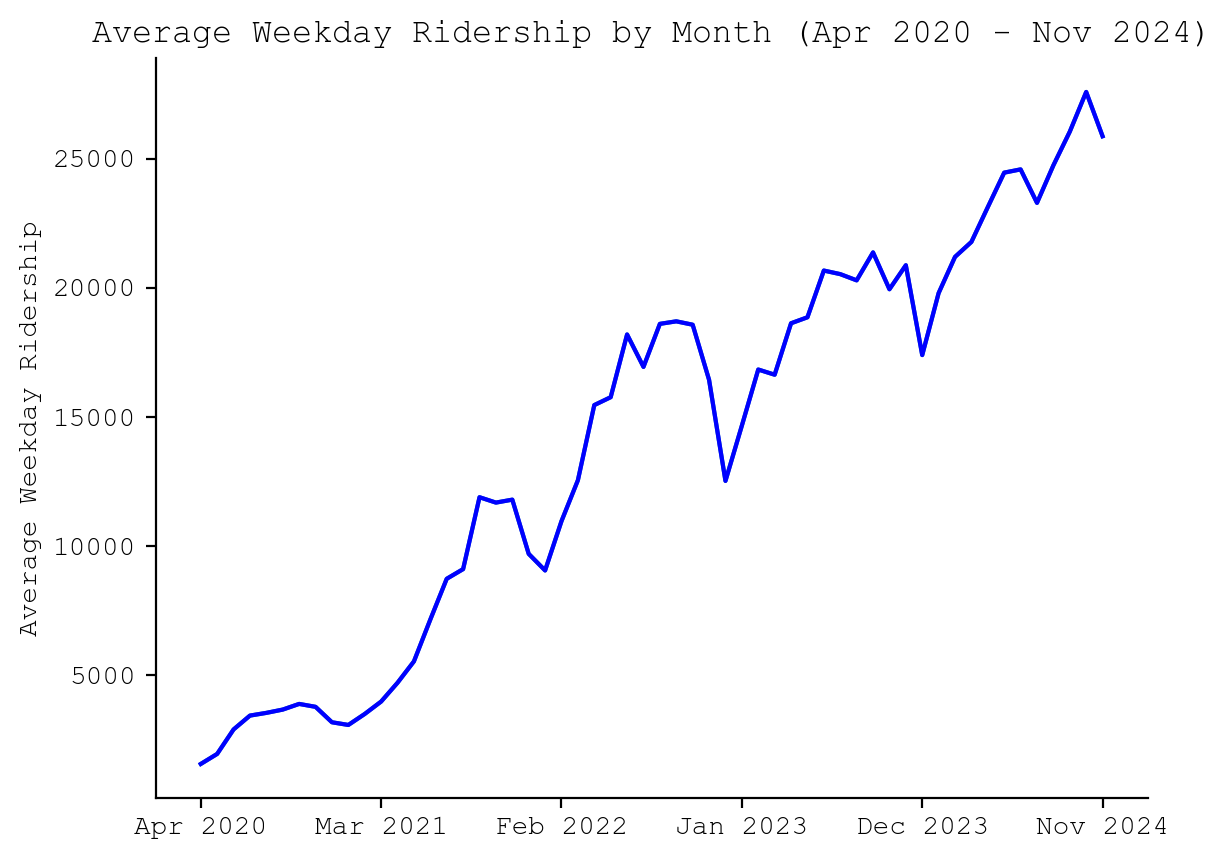 Average Weekday Ridership by Month (Apr 2020 - Nov 2024)
Average Weekday Ridership
25000
20000
15000
10000
5000
Apr 2020 Mar 2021 Feb 2022 Jan 2023 Dec 2023 Nov 2024